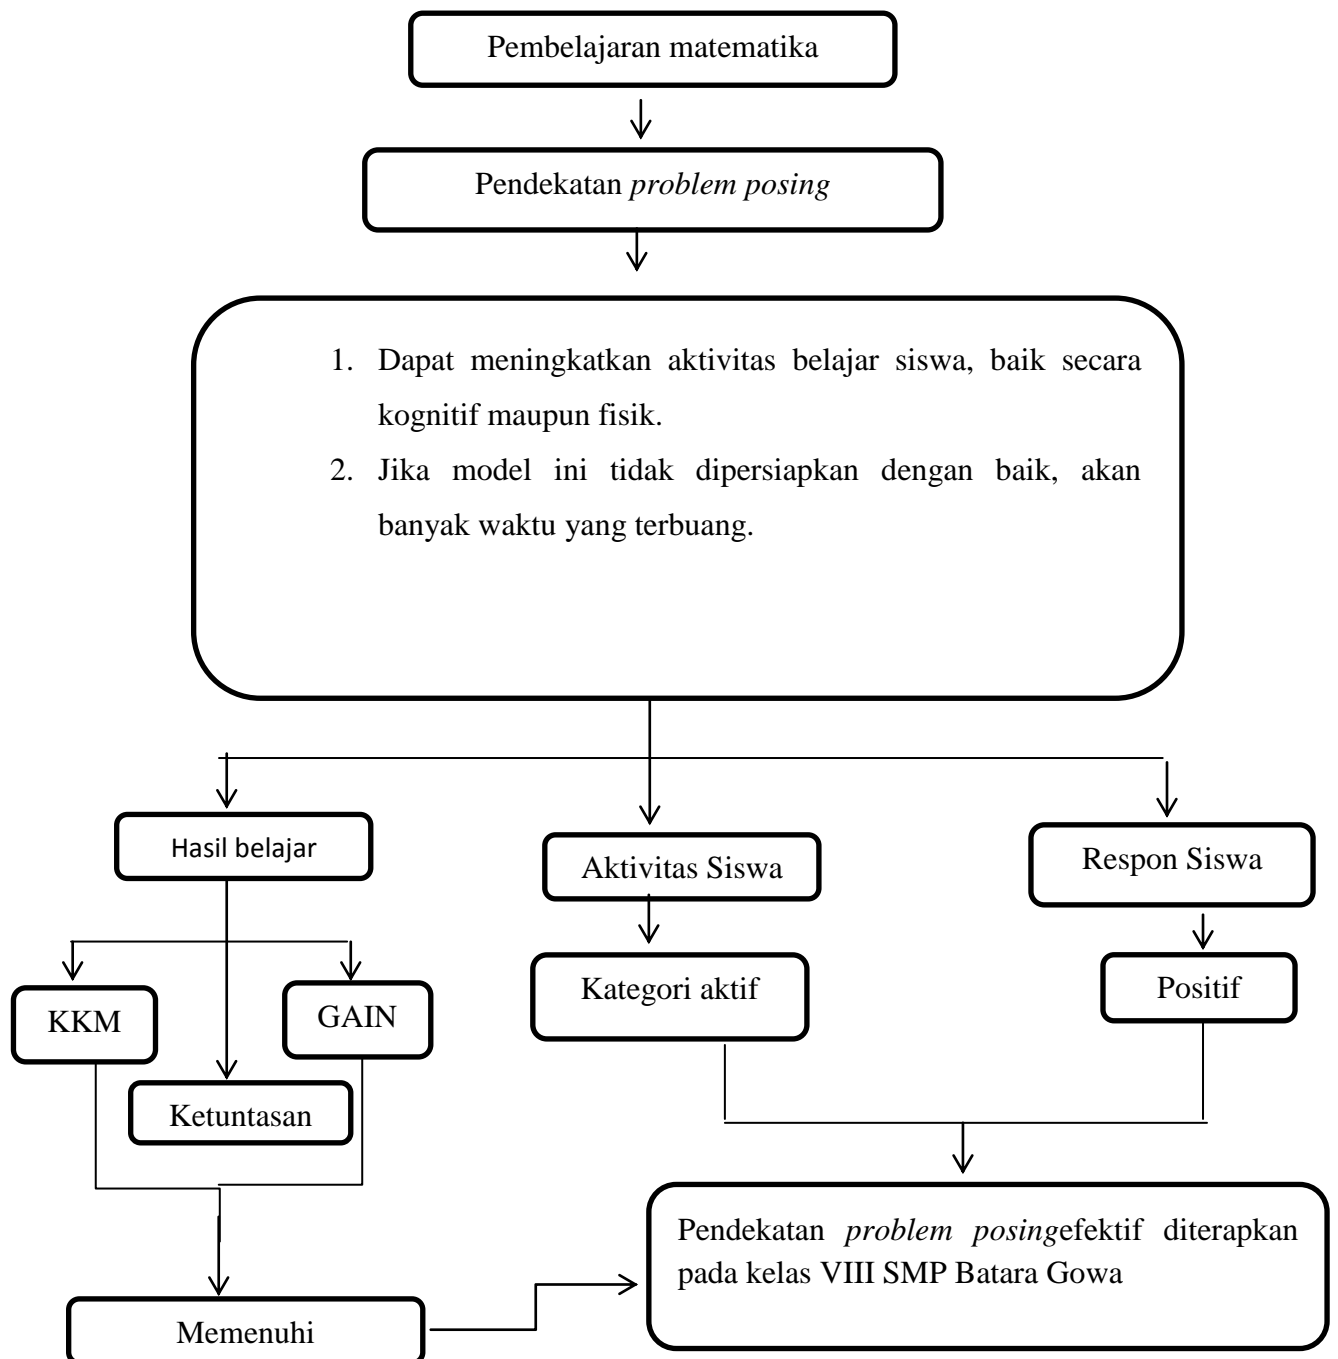 Pembelajaran matematika
Pendekatan problem posing
1. Dapat meningkatkan aktivitas belajar siswa, baik secara
kognitif maupun fisik.
2. Jika model ini tidak dipersiapkan dengan baik, akan
banyak waktu yang terbuang.
Hasil belajar
Aktivitas Siswa
Respon Siswa
KKM
GAIN
Kategori aktif
Positif
Ketuntasan
Pendekatan problem posingefektif diterapkan
pada kelas VIII SMP Batara Gowa
Memenuhi